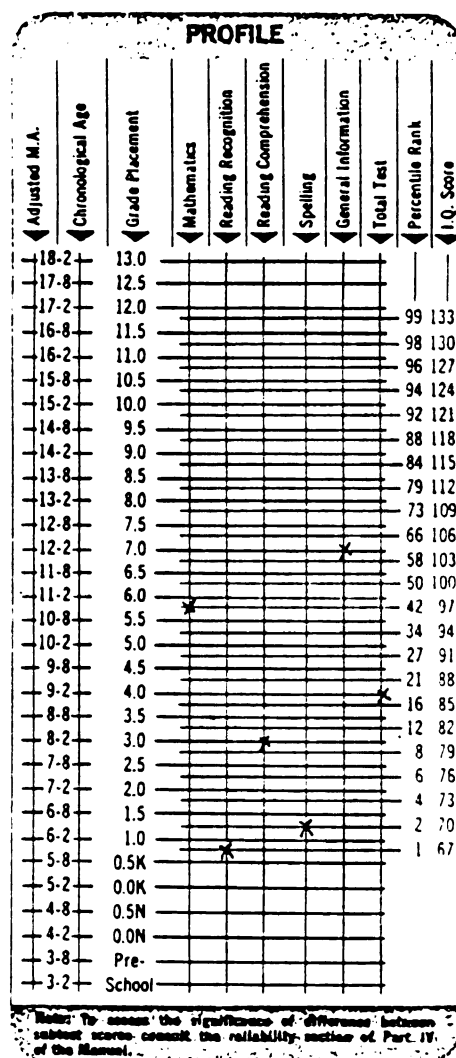 PROFILE
Adjusted M.A.
Chronological Age
Grade Placement
Mathematics
Reading Recognition
Reading Comprehension
Spelling
General Information
Total Test
Percentile Rank
I.Q. Score
18-2 13.0
17-8 12.5
17-2 12.0
99 133
16-8 11.5
98 130
16-2 11.0
96 127
15-8 10.5
94 124
15-2 10.0
92 121
14-8 9.5
88 118
14-2 9.0
84 115
13-8 8.5
79 112
13-2 8.0
73 109
12-8 7.5
66 106
12-2 7.0
58 103
11-8 6.5
50 100
11-2 6.0
42 97
10-8 5.5
34 94
10-2 5.0
27 91
9-8 4.5
21 88
9-2 4.0
16 85
8-8 3.5
12 82
8-2 3.0
8 79
7-8 2.5
6 76
7-2 2.0
4 73
6-8 1.5
2 70
6-2 1.0
1 67
5-8 0.5K
5-2 0.0K
4-8 0.5N
4-2 0.0N
3-8 Pre-
3-2 School
Note: To assess the significance of difference between
subtest scores consult the reliability section of Part IV
of the Manual.